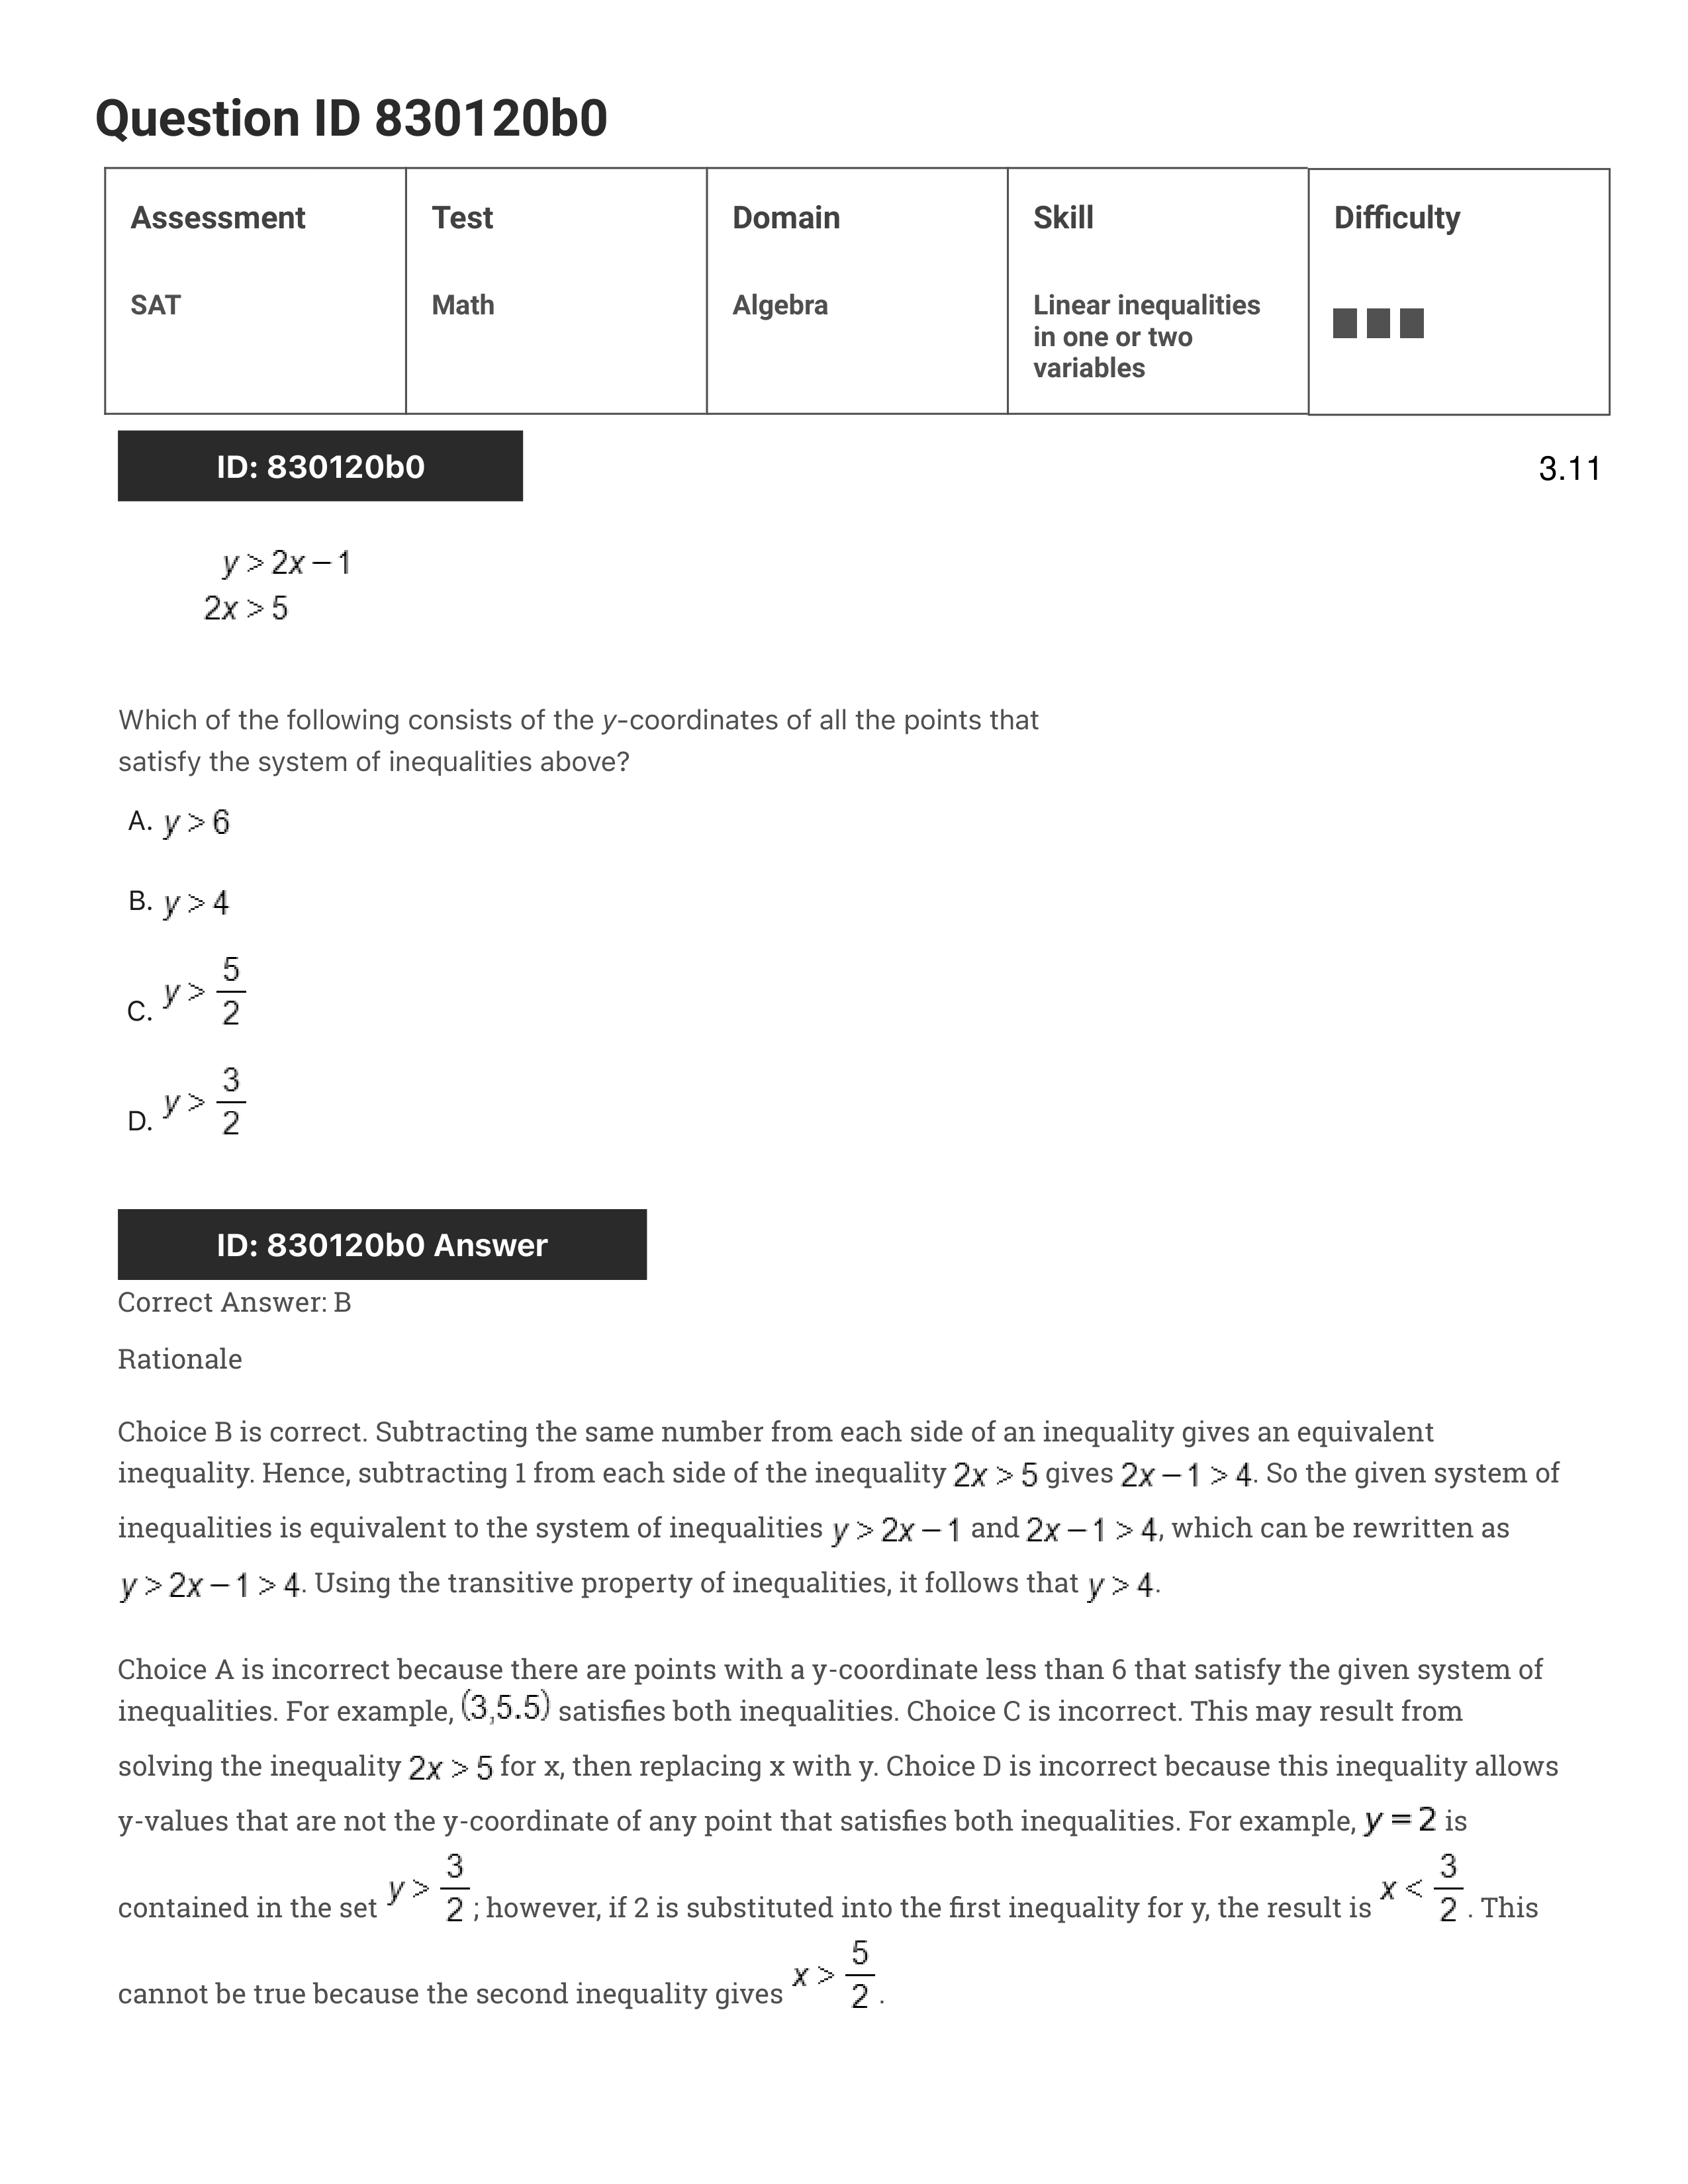 Question ID 830120b0
Assessment Test Domain Skill Difficulty
SAT Math Algebra Linear inequalities
in one or two
variables
ID: 830120b0 3.11
y > 2x − 1
2x > 5
Which of the following consists of the y-coordinates of all the points that
satisfy the system of inequalities above?
A. y > 6
B. y > 4
C. y > 5/2
D. y > 3/2
ID: 830120b0 Answer
Correct Answer: B
Rationale
Choice B is correct. Subtracting the same number from each side of an inequality gives an equivalent
inequality. Hence, subtracting 1 from each side of the inequality 2x > 5 gives 2x − 1 > 4. So the given system of
inequalities is equivalent to the system of inequalities y > 2x − 1 and 2x − 1 > 4, which can be rewritten as
y > 2x − 1 > 4. Using the transitive property of inequalities, it follows that y > 4.
Choice A is incorrect because there are points with a y-coordinate less than 6 that satisfy the given system of
inequalities. For example, (3,5.5) satisfies both inequalities. Choice C is incorrect. This may result from
solving the inequality 2x > 5 for x, then replacing x with y. Choice D is incorrect because this inequality allows
y-values that are not the y-coordinate of any point that satisfies both inequalities. For example, y = 2 is
contained in the set y > 3/2 ; however, if 2 is substituted into the first inequality for y, the result is x < 3/2 . This
cannot be true because the second inequality gives x > 5/2 .